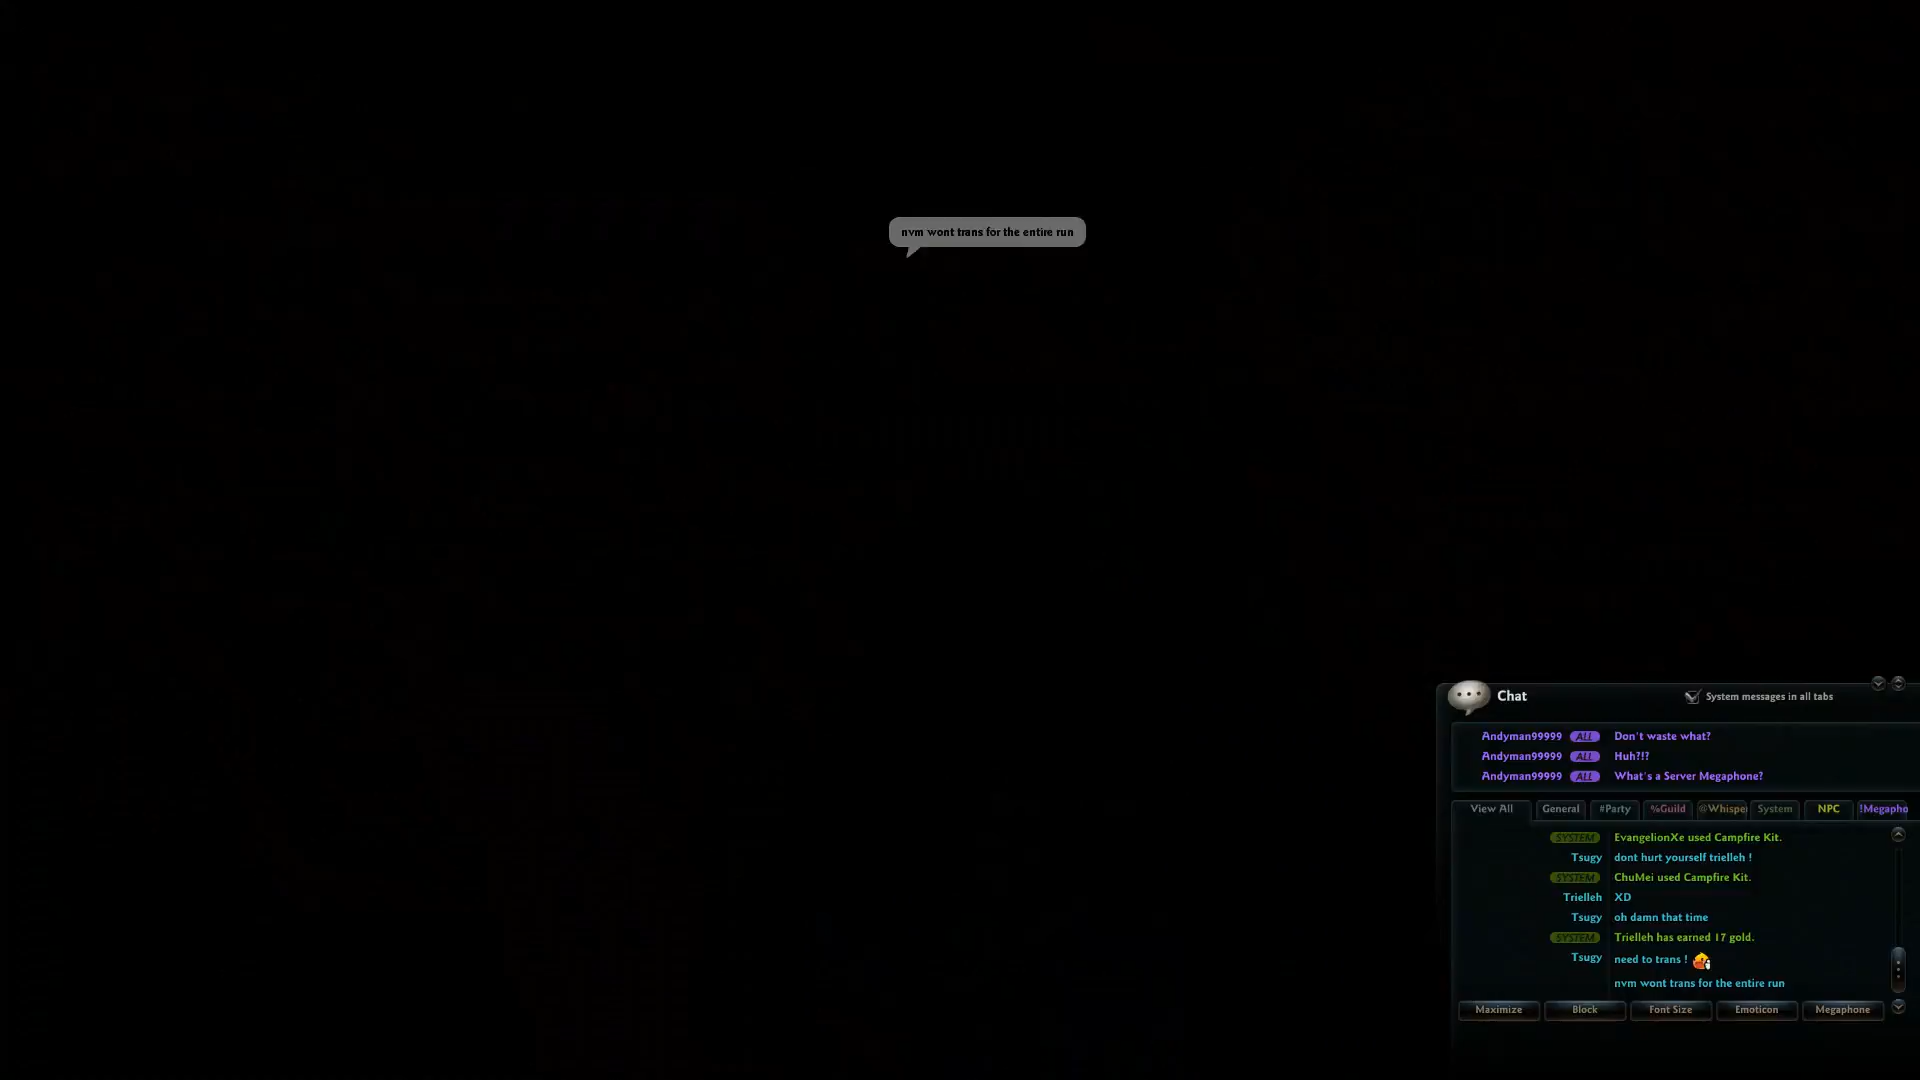 nvm wont trans for the entire run
Chat
System messages in all tabs
Andyman99999 ALL Don't waste what?
Andyman99999 ALL Huh?!?
Andyman99999 ALL What's a Server Megaphone?
View All General #Party %Guild @Whispe System NPC !Megapho
SYSTEM EvangelionXe used Campfire Kit.
Tsugy dont hurt yourself trielleh !
SYSTEM ChuMei used Campfire Kit.
Trielleh XD
Tsugy oh damn that time
SYSTEM Trielleh has earned 17 gold.
Tsugy need to trans !
nvm wont trans for the entire run
Maximize Block Font Size Emoticon Megaphone